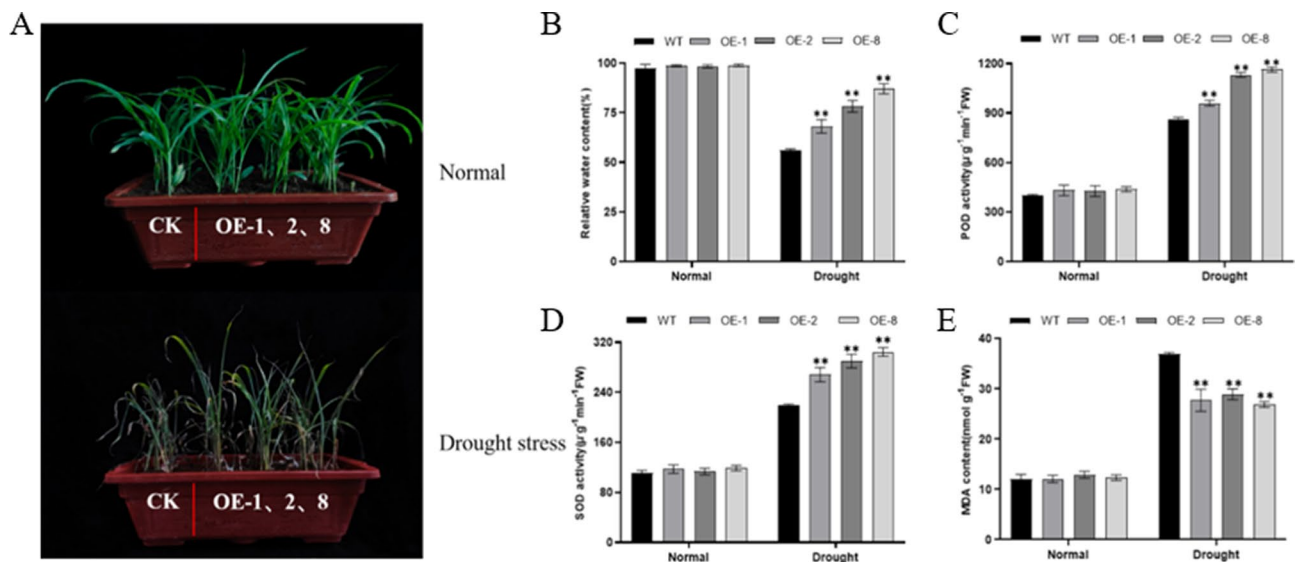 A
CK OE-1、2、8
Normal
CK OE-1、2、8
Drought stress
B
WT OE-1 OE-2 OE-8
Relative water content(%)
100
75
50
25
0
** ** **
Normal Drought
C
WT OE-1 OE-2 OE-8
POD activity(μg⁻¹min⁻¹FW)
1200
900
600
300
0
** ** **
Normal Drought
D
WT OE-1 OE-2 OE-8
SOD activity(μg⁻¹min⁻¹FW)
320
240
160
80
0
** ** **
Normal Drought
E
WT OE-1 OE-2 OE-8
MDA content(nmol g⁻¹FW)
40
30
20
10
0
** ** **
Normal Drought